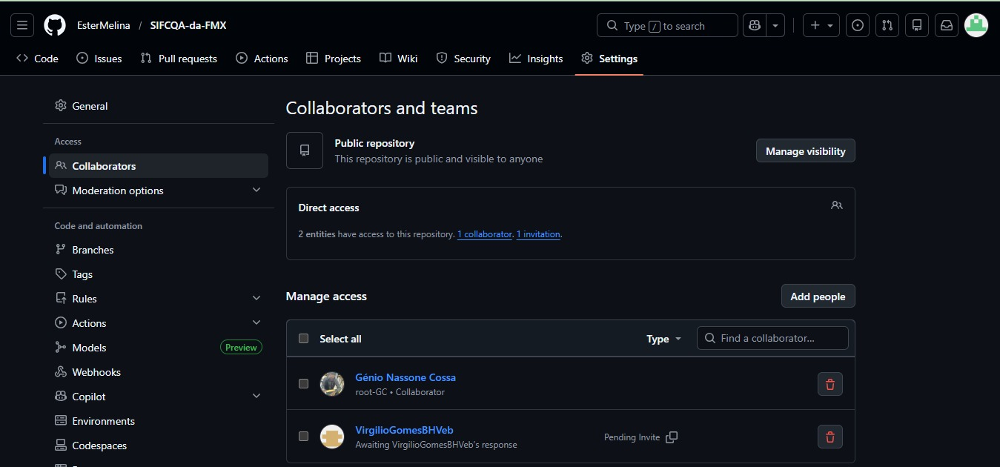 EsterMelina / SIFCQA-da-FMX
Type / to search
Code
Issues
Pull requests
Actions
Projects
Wiki
Security
Insights
Settings
General
Access
Collaborators
Moderation options
Code and automation
Branches
Tags
Rules
Actions
Models Preview
Webhooks
Copilot
Environments
Codespaces
Collaborators and teams
Public repository
This repository is public and visible to anyone
Manage visibility
Direct access
2 entities have access to this repository. 1 collaborator. 1 invitation.
Manage access
Add people
Select all
Type
Find a collaborator...
Génio Nassone Cossa
root-GC • Collaborator
VirgilioGomesBHVeb
Awaiting VirgilioGomesBHVeb's response
Pending Invite